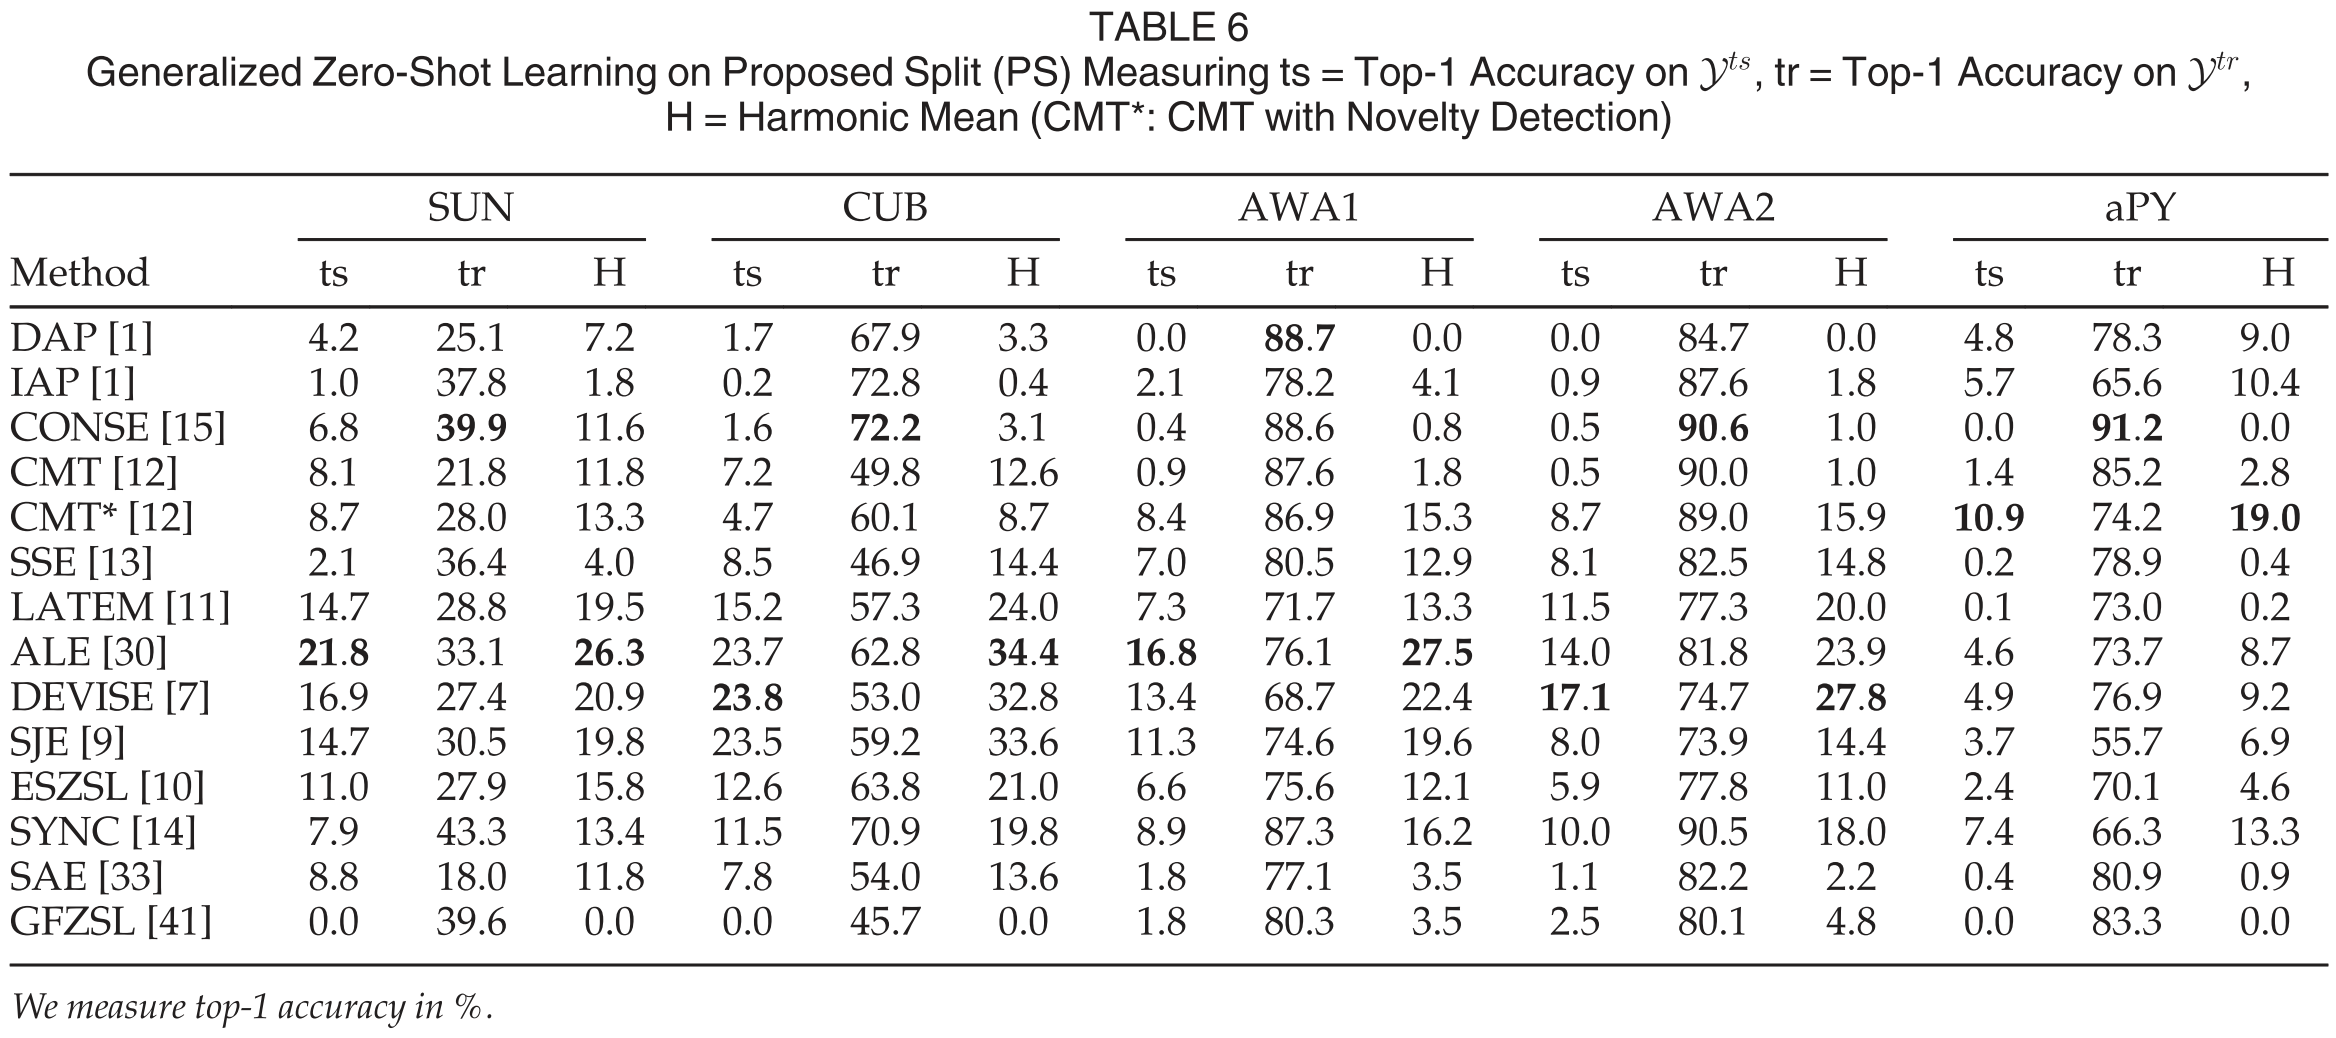 TABLE 6
Generalized Zero-Shot Learning on Proposed Split (PS) Measuring ts = Top-1 Accuracy on 𝒴ᵗˢ, tr = Top-1 Accuracy on 𝒴ᵗʳ,
H = Harmonic Mean (CMT*: CMT with Novelty Detection)
SUN CUB AWA1 AWA2 aPY
Method ts tr H ts tr H ts tr H ts tr H ts tr H
DAP [1] 4.2 25.1 7.2 1.7 67.9 3.3 0.0 88.7 0.0 0.0 84.7 0.0 4.8 78.3 9.0
IAP [1] 1.0 37.8 1.8 0.2 72.8 0.4 2.1 78.2 4.1 0.9 87.6 1.8 5.7 65.6 10.4
CONSE [15] 6.8 39.9 11.6 1.6 72.2 3.1 0.4 88.6 0.8 0.5 90.6 1.0 0.0 91.2 0.0
CMT [12] 8.1 21.8 11.8 7.2 49.8 12.6 0.9 87.6 1.8 0.5 90.0 1.0 1.4 85.2 2.8
CMT* [12] 8.7 28.0 13.3 4.7 60.1 8.7 8.4 86.9 15.3 8.7 89.0 15.9 10.9 74.2 19.0
SSE [13] 2.1 36.4 4.0 8.5 46.9 14.4 7.0 80.5 12.9 8.1 82.5 14.8 0.2 78.9 0.4
LATEM [11] 14.7 28.8 19.5 15.2 57.3 24.0 7.3 71.7 13.3 11.5 77.3 20.0 0.1 73.0 0.2
ALE [30] 21.8 33.1 26.3 23.7 62.8 34.4 16.8 76.1 27.5 14.0 81.8 23.9 4.6 73.7 8.7
DEVISE [7] 16.9 27.4 20.9 23.8 53.0 32.8 13.4 68.7 22.4 17.1 74.7 27.8 4.9 76.9 9.2
SJE [9] 14.7 30.5 19.8 23.5 59.2 33.6 11.3 74.6 19.6 8.0 73.9 14.4 3.7 55.7 6.9
ESZSL [10] 11.0 27.9 15.8 12.6 63.8 21.0 6.6 75.6 12.1 5.9 77.8 11.0 2.4 70.1 4.6
SYNC [14] 7.9 43.3 13.4 11.5 70.9 19.8 8.9 87.3 16.2 10.0 90.5 18.0 7.4 66.3 13.3
SAE [33] 8.8 18.0 11.8 7.8 54.0 13.6 1.8 77.1 3.5 1.1 82.2 2.2 0.4 80.9 0.9
GFZSL [41] 0.0 39.6 0.0 0.0 45.7 0.0 1.8 80.3 3.5 2.5 80.1 4.8 0.0 83.3 0.0
We measure top-1 accuracy in %.